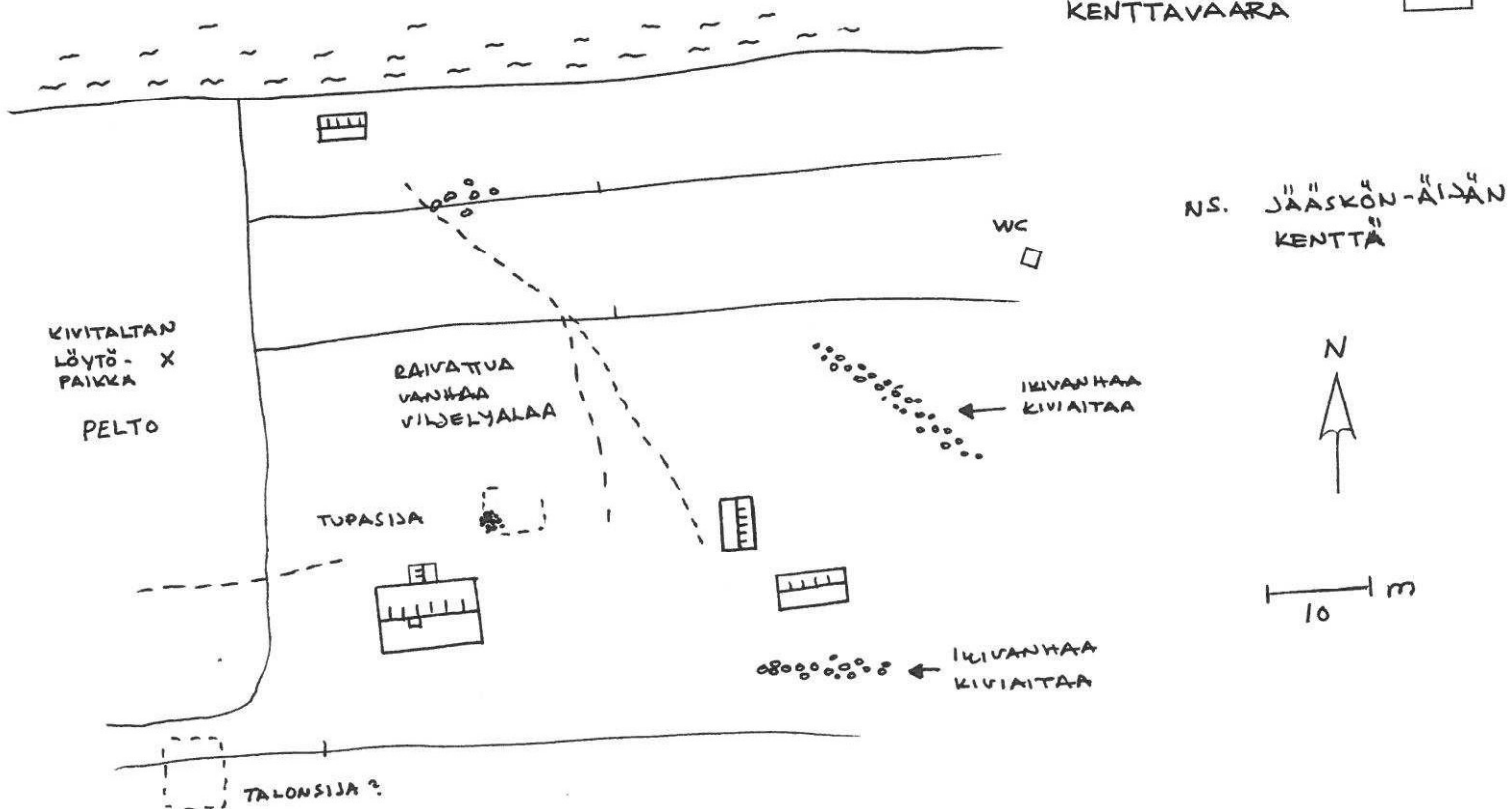 KENTTÄVAARA
NS. JÄÄSKÖN-ÄIJÄN
KENTTÄ
WC
KIVITALTAN
LÖYTÖ- X
PAIKKA
PELTO
RAIVATTUA
VANHAA
VILJELYALAA
IKIVANHAA
KIVIAITAA
N
TUPASIJA
10 m
IKIVANHAA
KIVIAITAA
TALONSIJA?